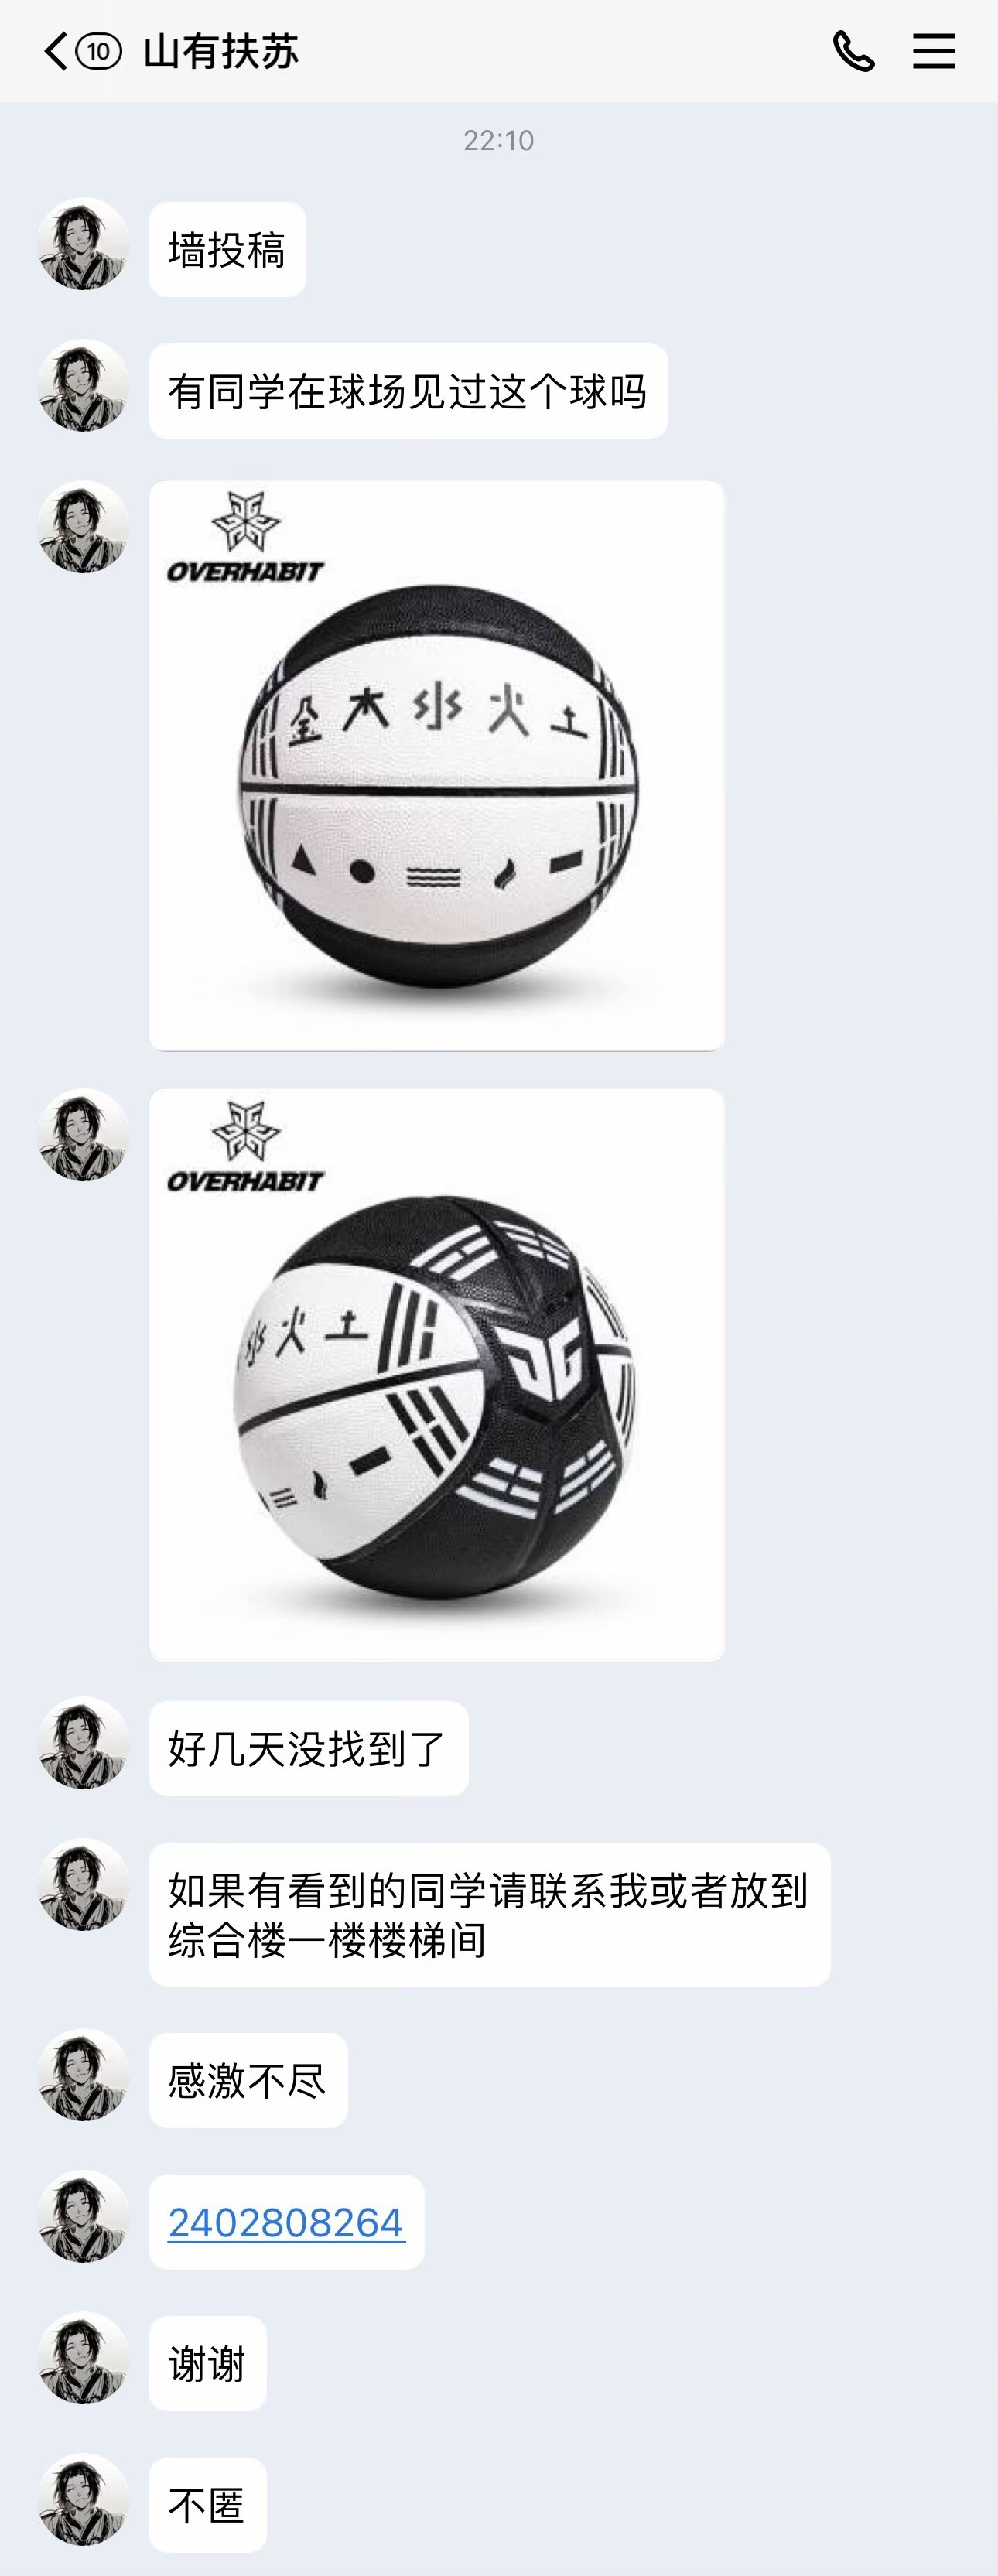 10
山有扶苏
22:10
墙投稿
有同学在球场见过这个球吗
OVERHABIT
金木水火土
OVERHABIT
水火土
JG
好几天没找到了
如果有看到的同学请联系我或者放到
综合楼一楼楼梯间
感激不尽
2402808264
谢谢
不匿